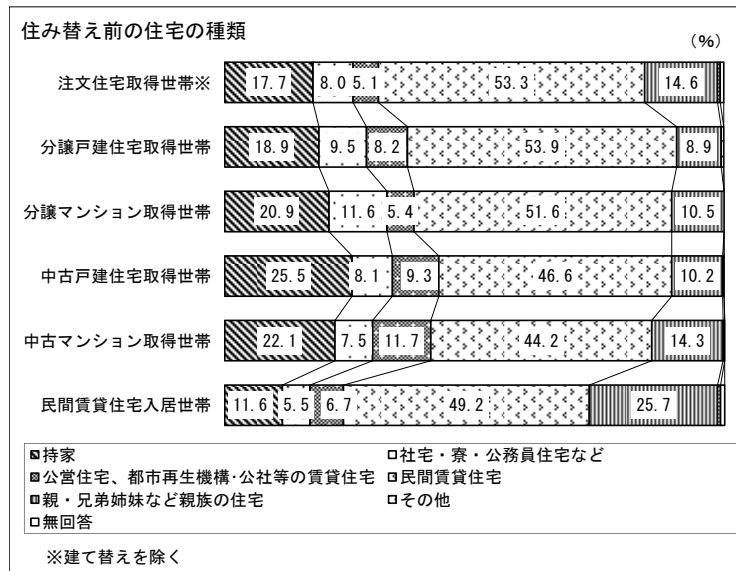 住み替え前の住宅の種類
(%)
注文住宅取得世帯※ 17.7 8.0 5.1 53.3 14.6
分譲戸建住宅取得世帯 18.9 9.5 8.2 53.9 8.9
分譲マンション取得世帯 20.9 11.6 5.4 51.6 10.5
中古戸建住宅取得世帯 25.5 8.1 9.3 46.6 10.2
中古マンション取得世帯 22.1 7.5 11.7 44.2 14.3
民間賃貸住宅入居世帯 11.6 5.5 6.7 49.2 25.7
持家 社宅・寮・公務員住宅など
公営住宅、都市再生機構・公社等の賃貸住宅 民間賃貸住宅
親・兄弟姉妹など親族の住宅 その他
無回答
※建て替えを除く